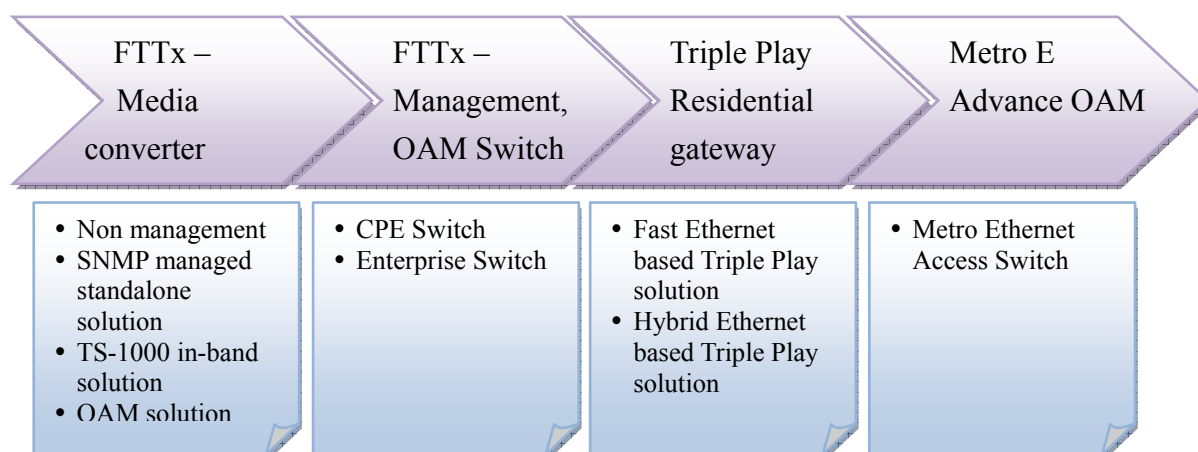 FTTx –
Media
converter
FTTx –
Management,
OAM Switch
Triple Play
Residential
gateway
Metro E
Advance OAM
• Non management
• SNMP managed
standalone
solution
• TS-1000 in-band
solution
• OAM solution
• CPE Switch
• Enterprise Switch
• Fast Ethernet
based Triple Play
solution
• Hybrid Ethernet
based Triple Play
solution
• Metro Ethernet
Access Switch